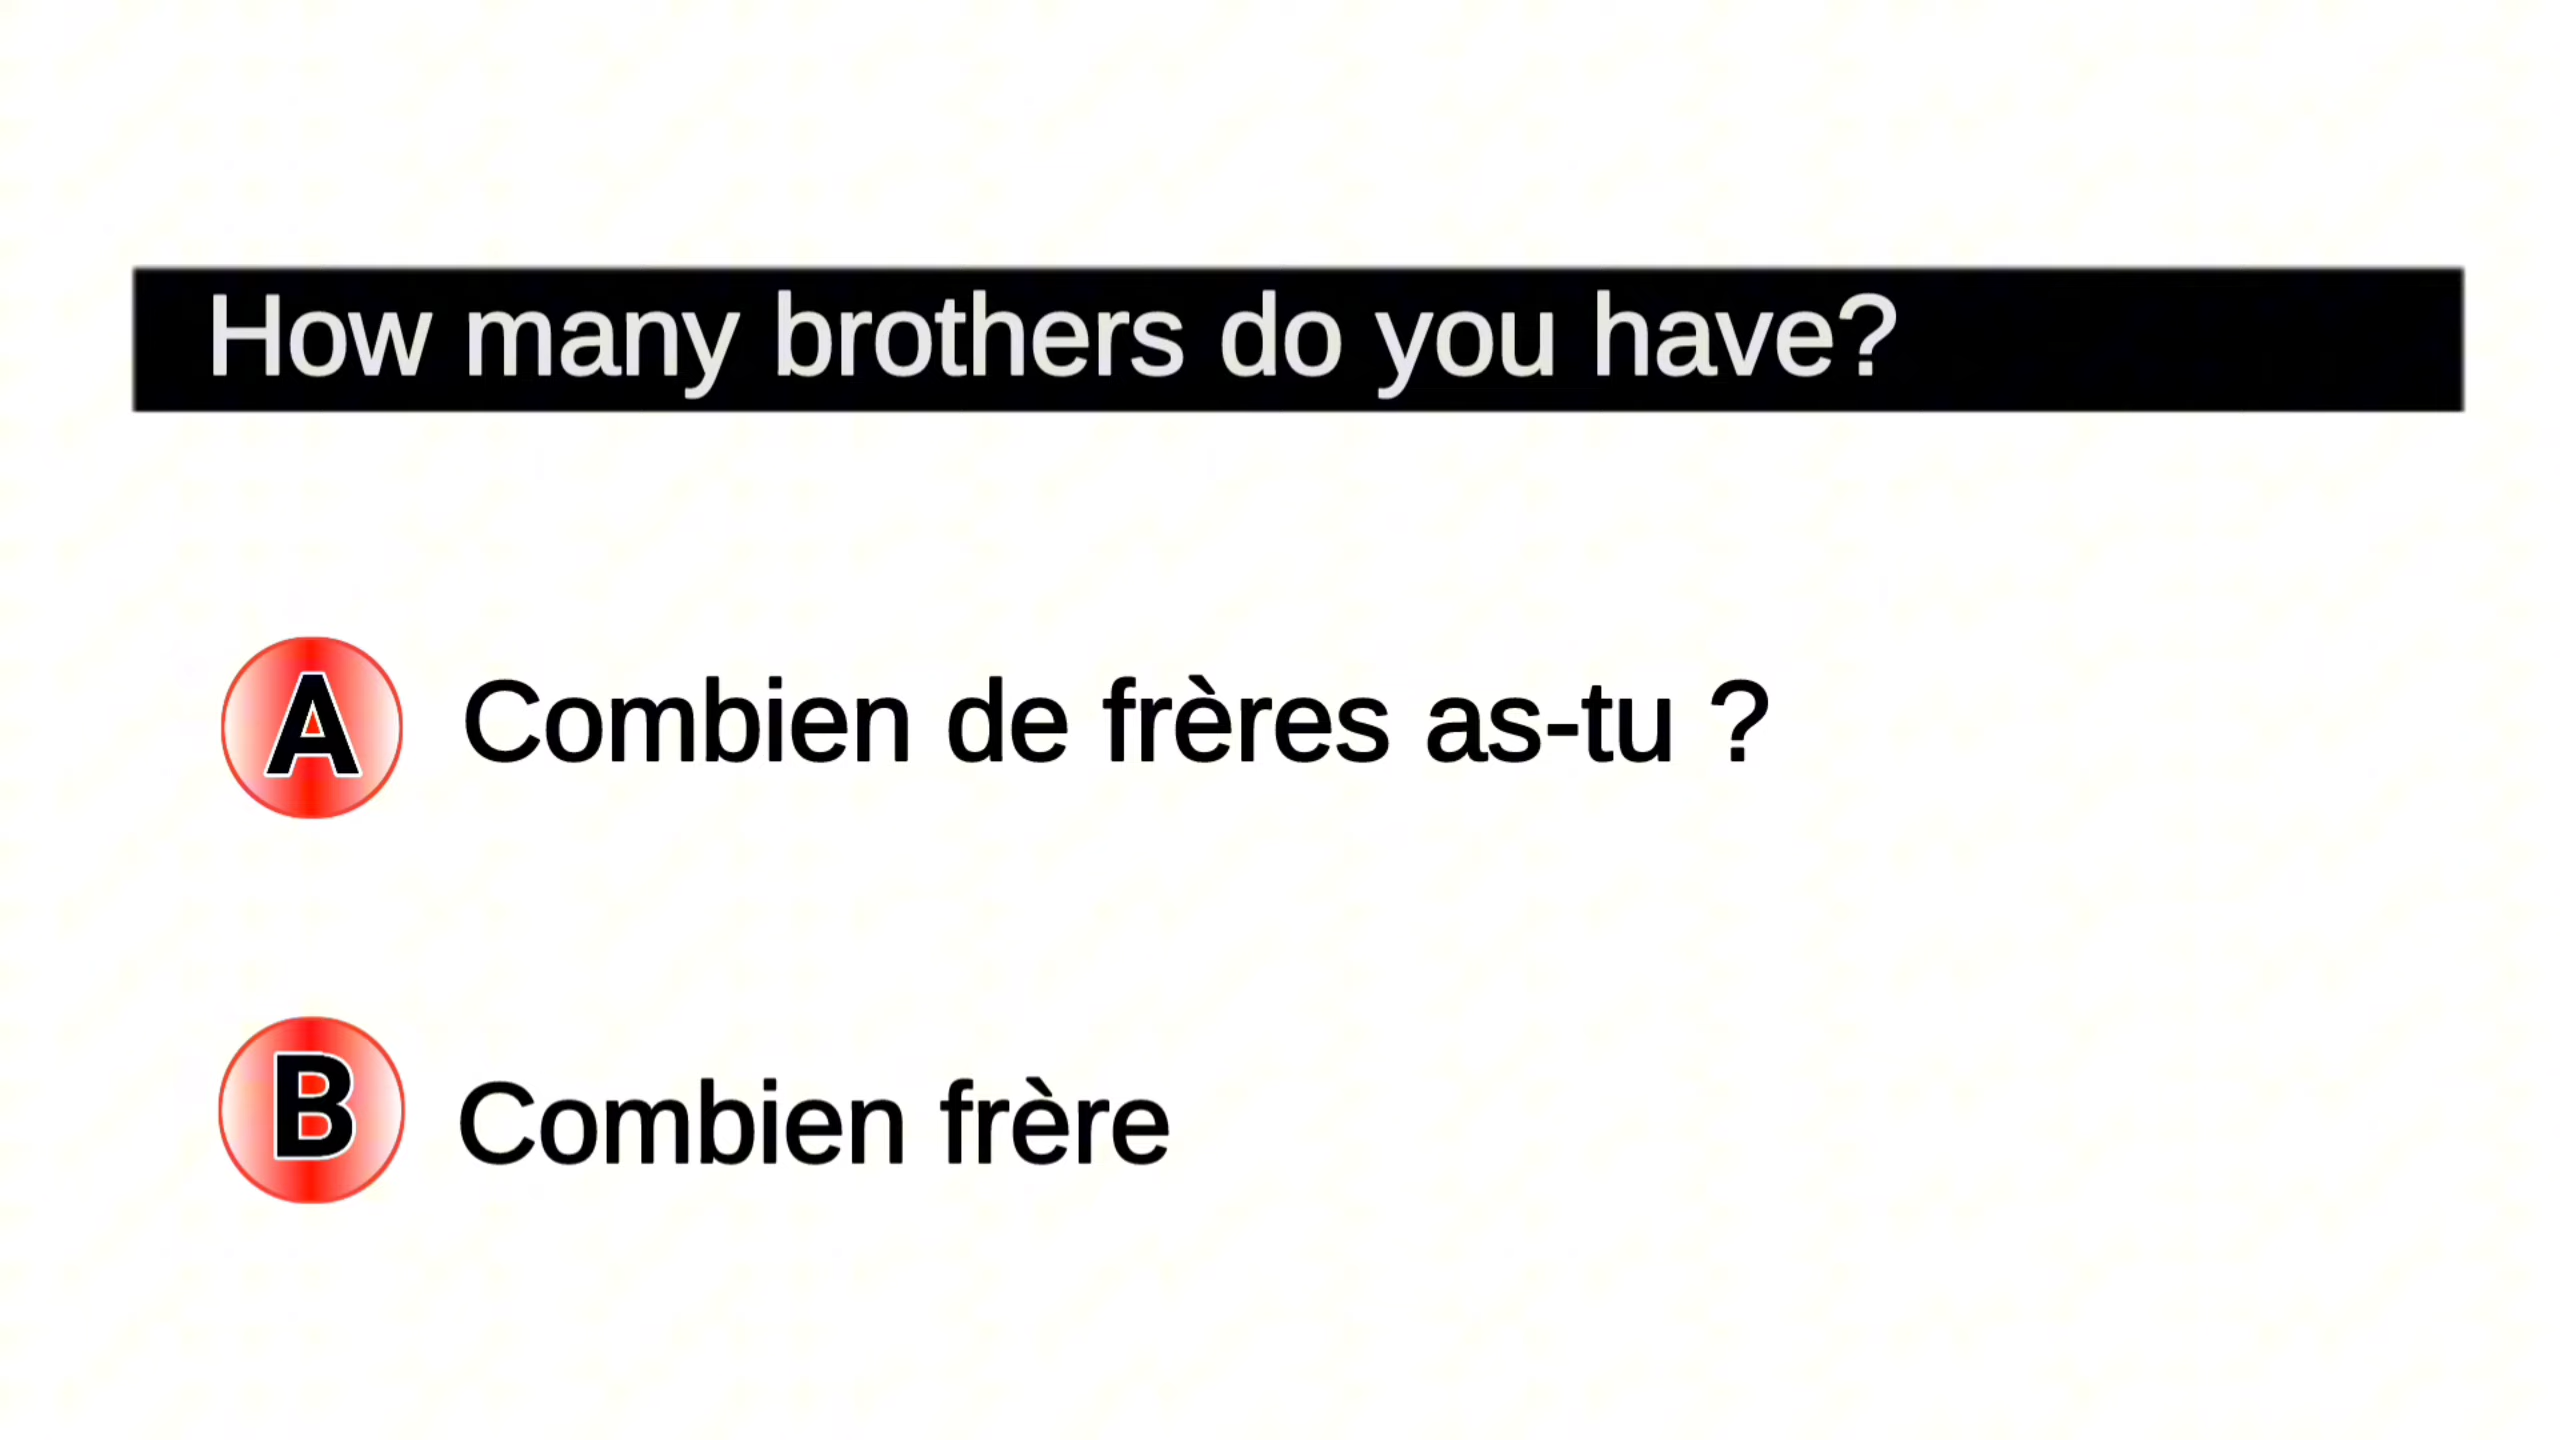 How many brothers do you have?
A Combien de frères as-tu ?
B Combien frère